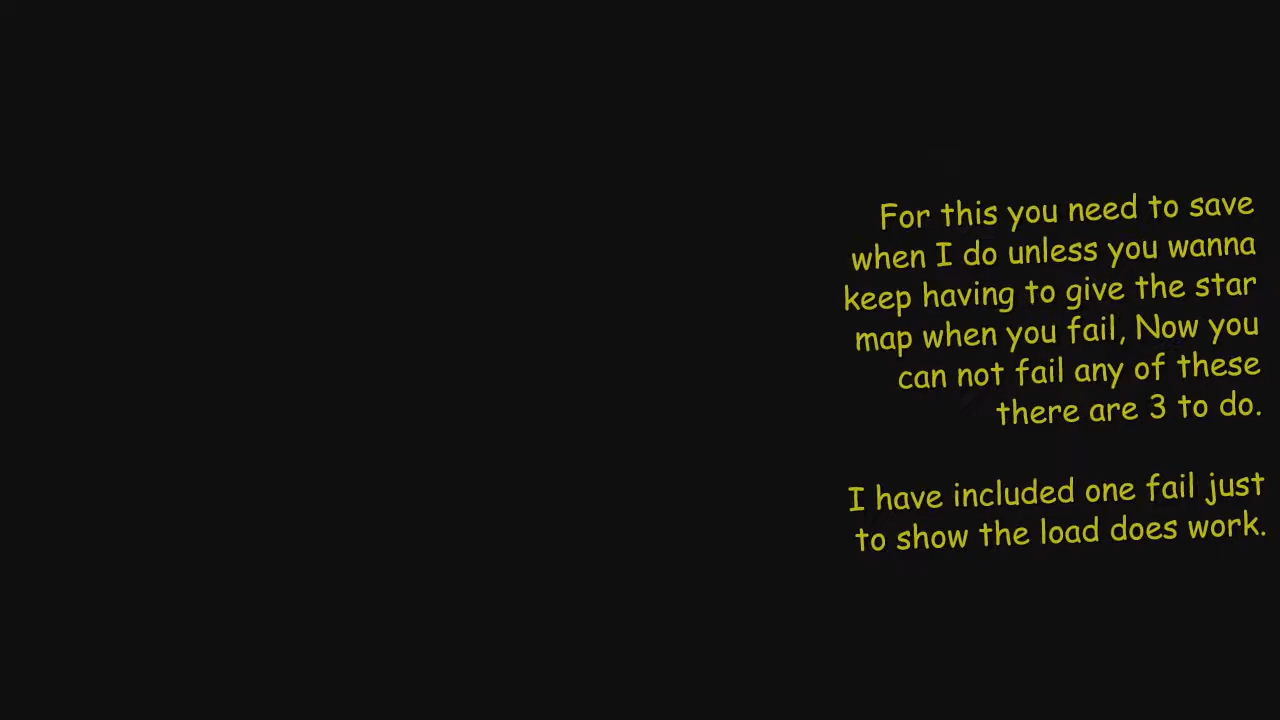 For this you need to save
when I do unless you wanna
keep having to give the star
map when you fail, Now you
can not fail any of these
there are 3 to do.
I have included one fail just
to show the load does work.